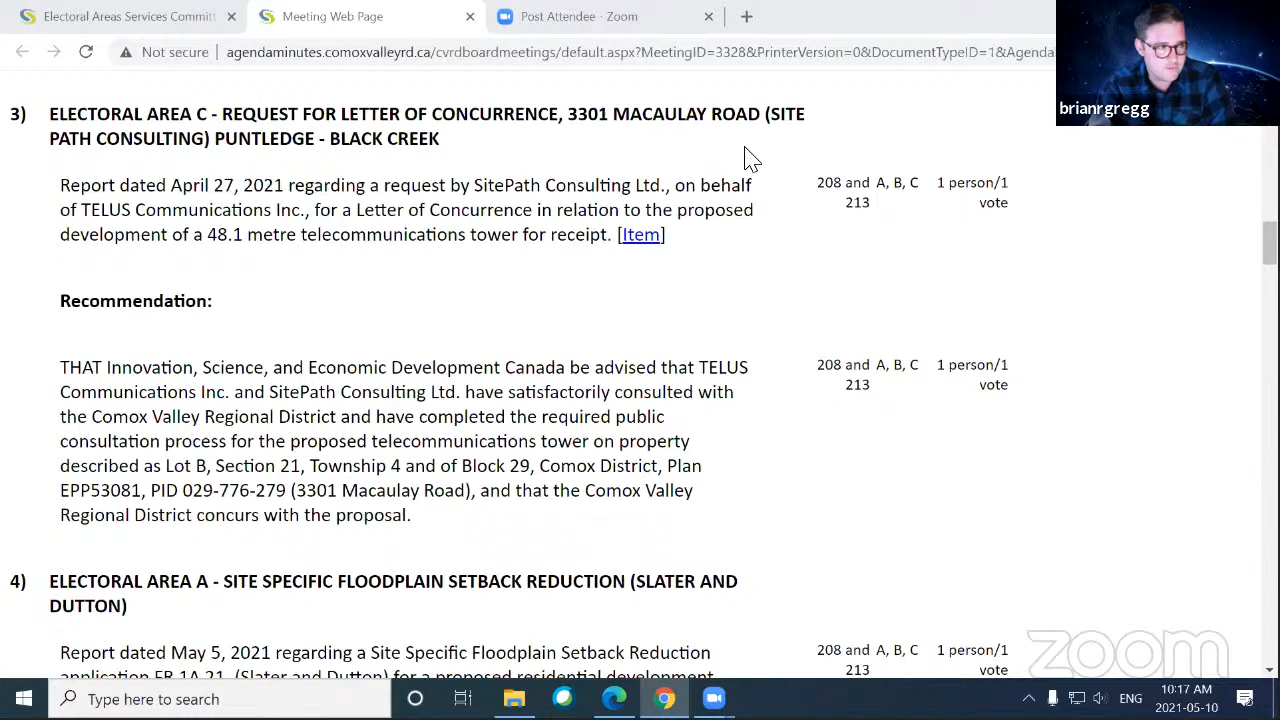 Electoral Areas Services Committ
Meeting Web Page
Post Attendee - Zoom
Not secure
agendaminutes.comoxvalleyrd.ca/cvrdboardmeetings/default.aspx?MeetingID=3328&PrinterVersion=0&DocumentTypeID=1&Agenda
brianrgregg
3) ELECTORAL AREA C - REQUEST FOR LETTER OF CONCURRENCE, 3301 MACAULAY ROAD (SITE
PATH CONSULTING) PUNTLEDGE - BLACK CREEK
Report dated April 27, 2021 regarding a request by SitePath Consulting Ltd., on behalf
of TELUS Communications Inc., for a Letter of Concurrence in relation to the proposed
development of a 48.1 metre telecommunications tower for receipt. [Item]
208 and A, B, C 1 person/1
213 vote
Recommendation:
THAT Innovation, Science, and Economic Development Canada be advised that TELUS
Communications Inc. and SitePath Consulting Ltd. have satisfactorily consulted with
the Comox Valley Regional District and have completed the required public
consultation process for the proposed telecommunications tower on property
described as Lot B, Section 21, Township 4 and of Block 29, Comox District, Plan
EPP53081, PID 029-776-279 (3301 Macaulay Road), and that the Comox Valley
Regional District concurs with the proposal.
208 and A, B, C 1 person/1
213 vote
4) ELECTORAL AREA A - SITE SPECIFIC FLOODPLAIN SETBACK REDUCTION (SLATER AND
DUTTON)
Report dated May 5, 2021 regarding a Site Specific Floodplain Setback Reduction
application FR 1A 21 (Slater and Dutton) for a proposed residential development
208 and A, B, C 1 person/1
213 vote
zoom
Type here to search
ENG
10:17 AM
2021-05-10